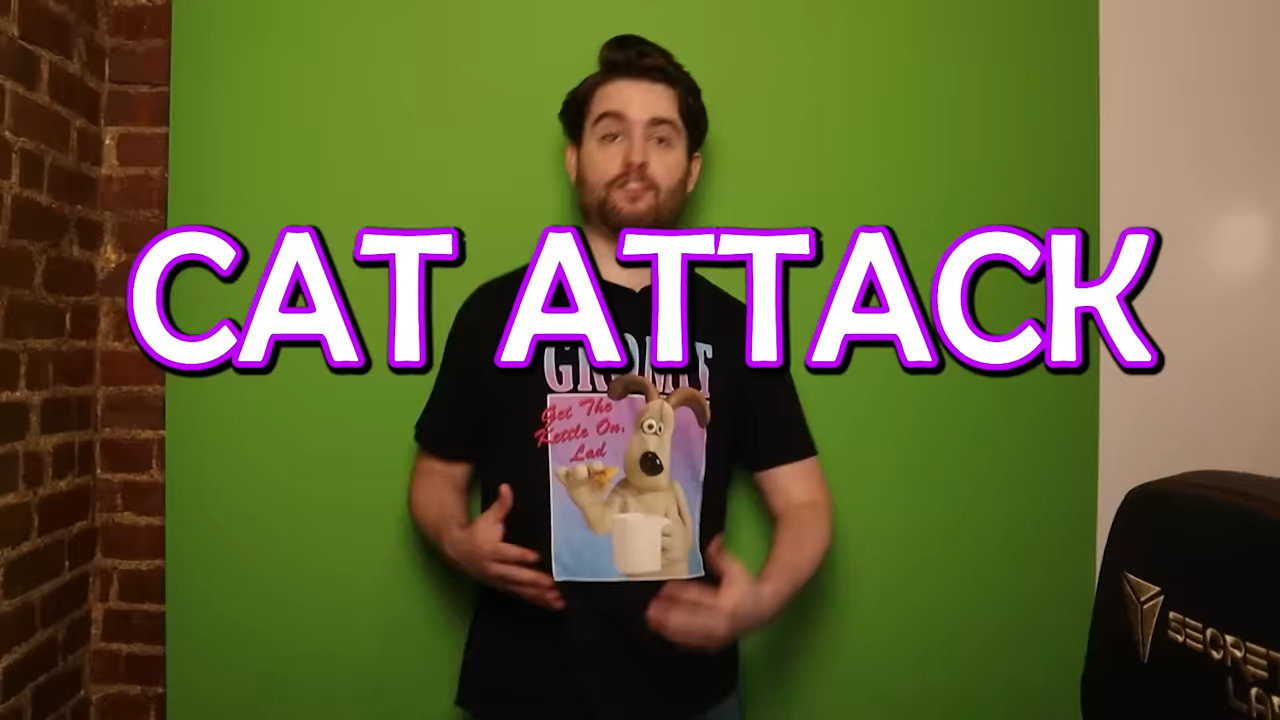 CAT ATTACK
GROMIT
Get The
Kettle On,
Lad
SECRET
LAB